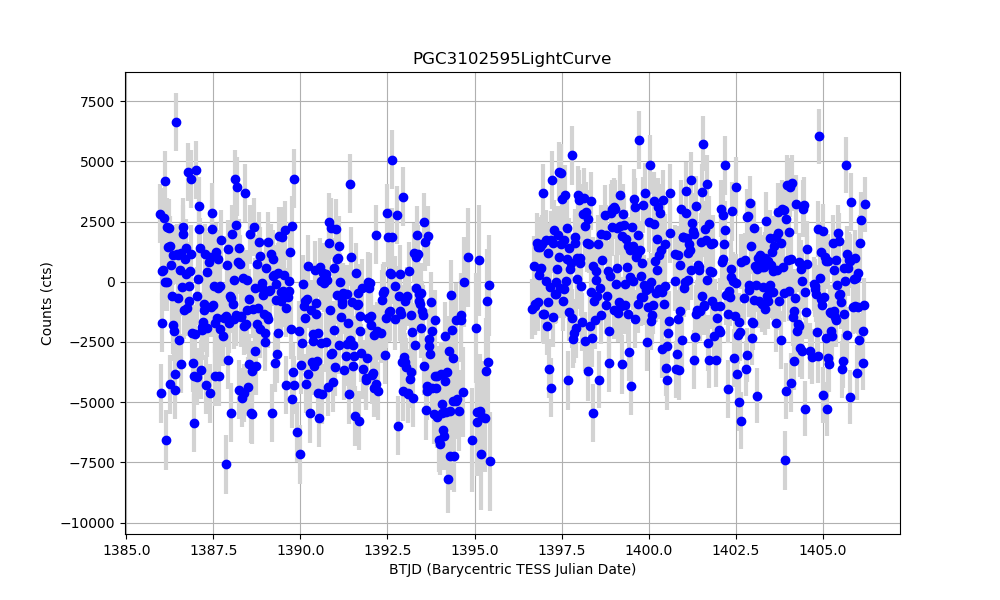 PGC3102595LightCurve
7500
5000
2500
0
−2500
−5000
−7500
−10000
Counts (cts)
1385.0 1387.5 1390.0 1392.5 1395.0 1397.5 1400.0 1402.5 1405.0
BTJD (Barycentric TESS Julian Date)